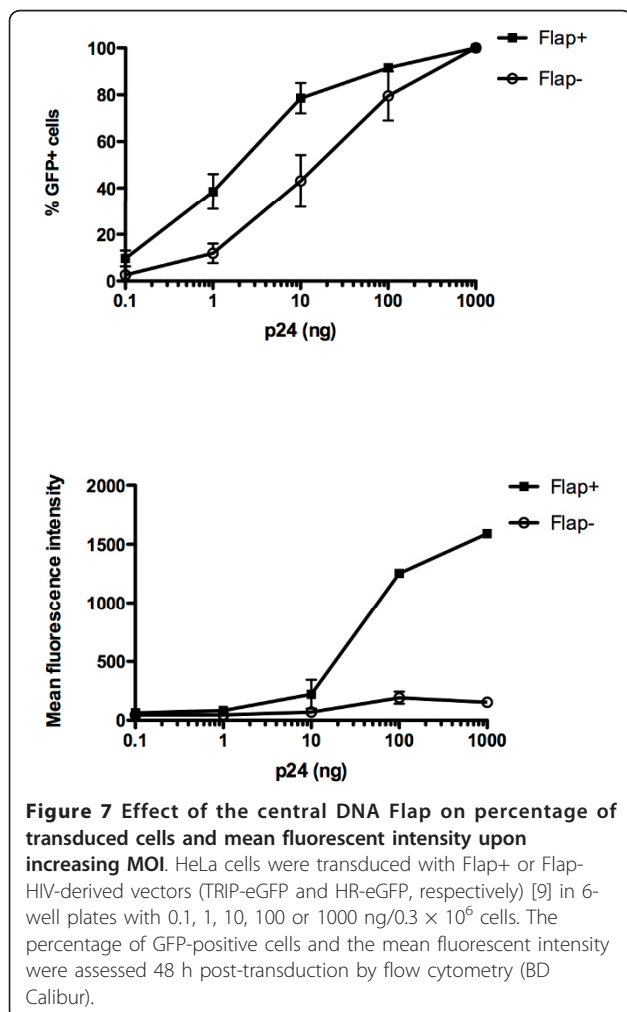 100
80
60
40
20
0
% GFP+ cells
0.1 1 10 100 1000
p24 (ng)
Flap+
Flap-
2000
1500
1000
500
0
Mean fluorescence intensity
0.1 1 10 100 1000
p24 (ng)
Flap+
Flap-
Figure 7 Effect of the central DNA Flap on percentage of
transduced cells and mean fluorescent intensity upon
increasing MOI. HeLa cells were transduced with Flap+ or Flap-
HIV-derived vectors (TRIP-eGFP and HR-eGFP, respectively) [9] in 6-
well plates with 0.1, 1, 10, 100 or 1000 ng/0.3 × 10⁶ cells. The
percentage of GFP-positive cells and the mean fluorescent intensity
were assessed 48 h post-transduction by flow cytometry (BD
Calibur).